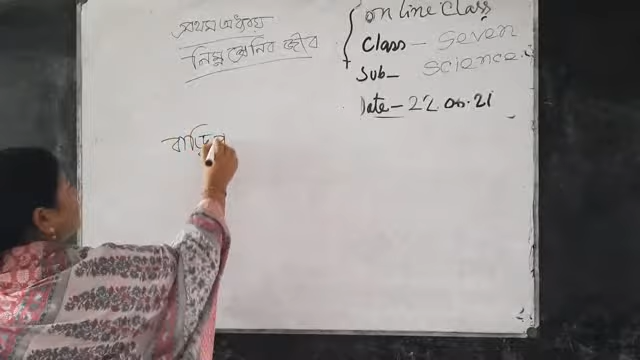 প্রথম অধ্যায়
নিম্ন শ্রেনির জীব
On line Class
Class - Seven
Sub- Science.
Date - 22.06.21
বাড়ির